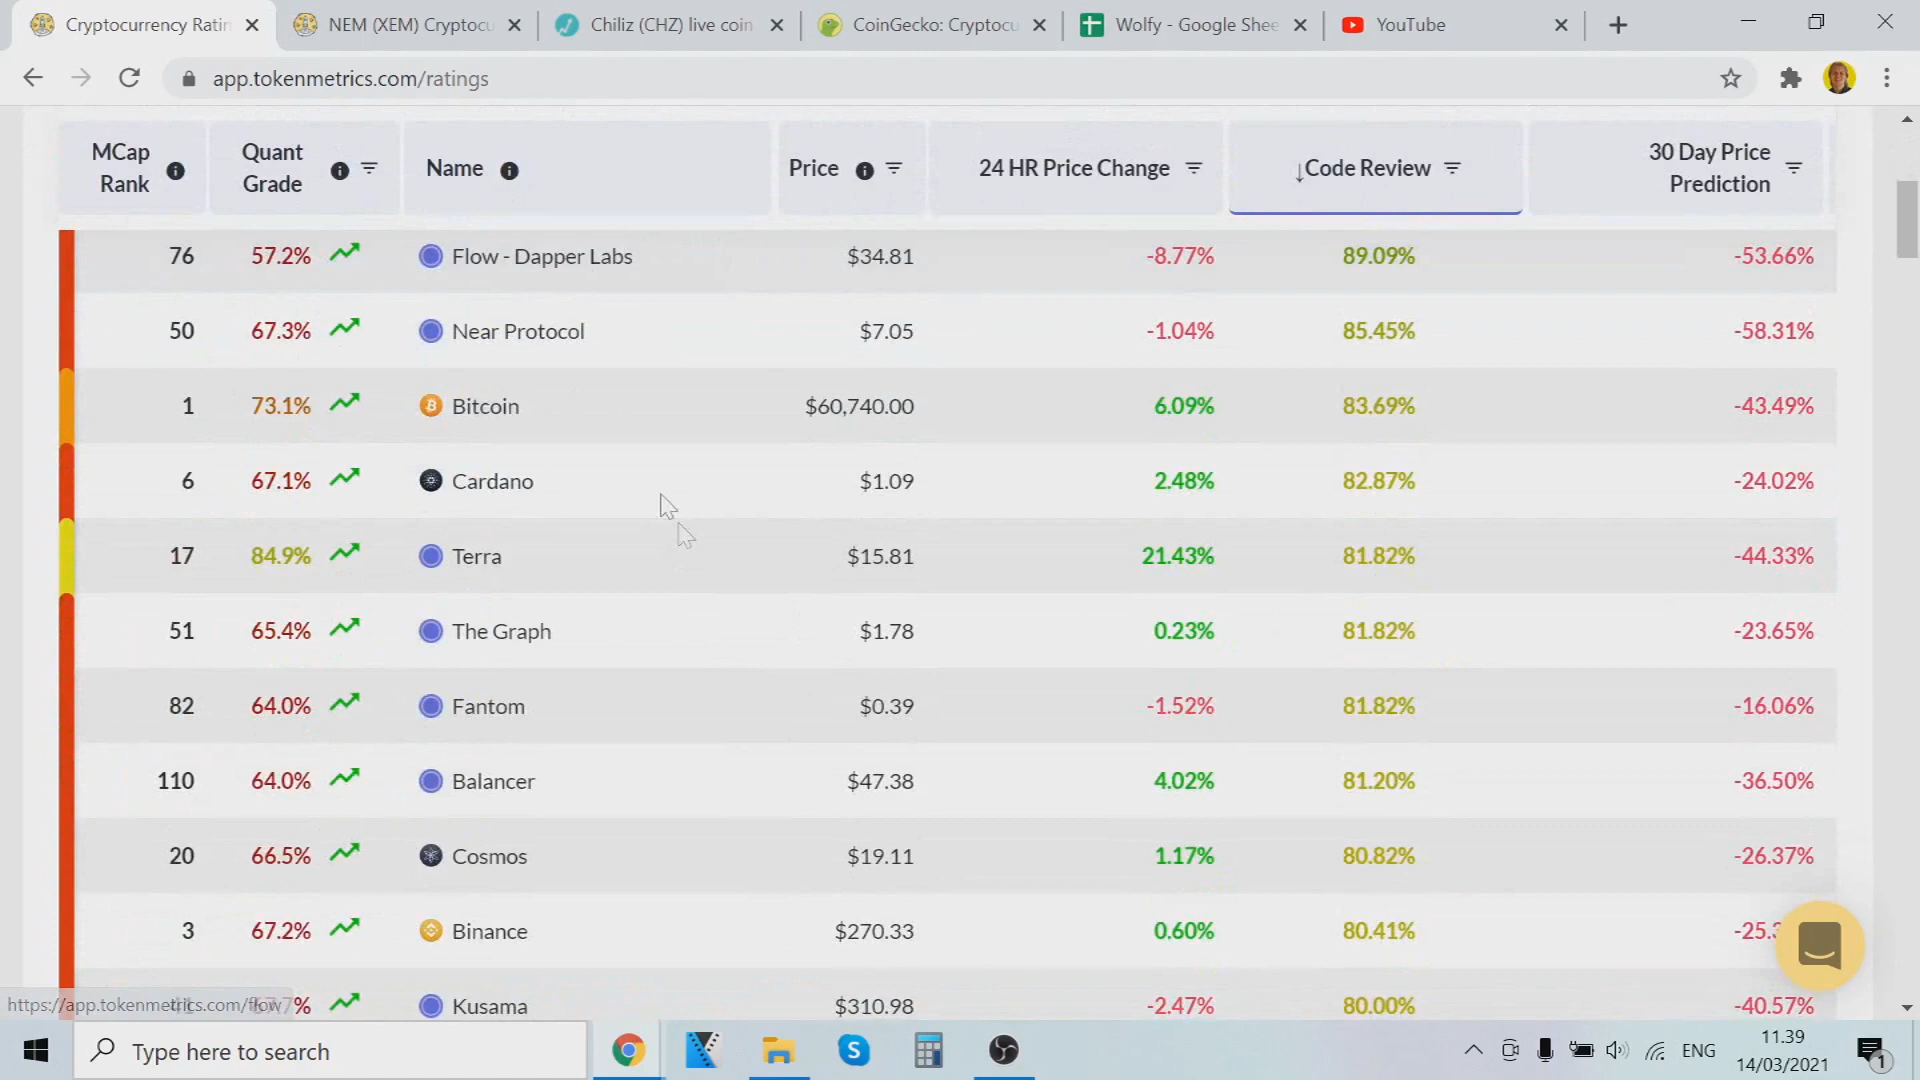 Cryptocurrency Ratin
NEM (XEM) Cryptocu
Chiliz (CHZ) live coin
CoinGecko: Cryptocu
Wolfy - Google Shee
YouTube
app.tokenmetrics.com/ratings
MCap Rank
Quant Grade
Name
Price
24 HR Price Change
↓Code Review
30 Day Price Prediction
76 57.2% Flow - Dapper Labs $34.81 -8.77% 89.09% -53.66%
50 67.3% Near Protocol $7.05 -1.04% 85.45% -58.31%
1 73.1% Bitcoin $60,740.00 6.09% 83.69% -43.49%
6 67.1% Cardano $1.09 2.48% 82.87% -24.02%
17 84.9% Terra $15.81 21.43% 81.82% -44.33%
51 65.4% The Graph $1.78 0.23% 81.82% -23.65%
82 64.0% Fantom $0.39 -1.52% 81.82% -16.06%
110 64.0% Balancer $47.38 4.02% 81.20% -36.50%
20 66.5% Cosmos $19.11 1.17% 80.82% -26.37%
3 67.2% Binance $270.33 0.60% 80.41%
Kusama $310.98 -2.47% 80.00% -40.57%
https://app.tokenmetrics.com/flow
Type here to search
ENG
11.39
14/03/2021
1